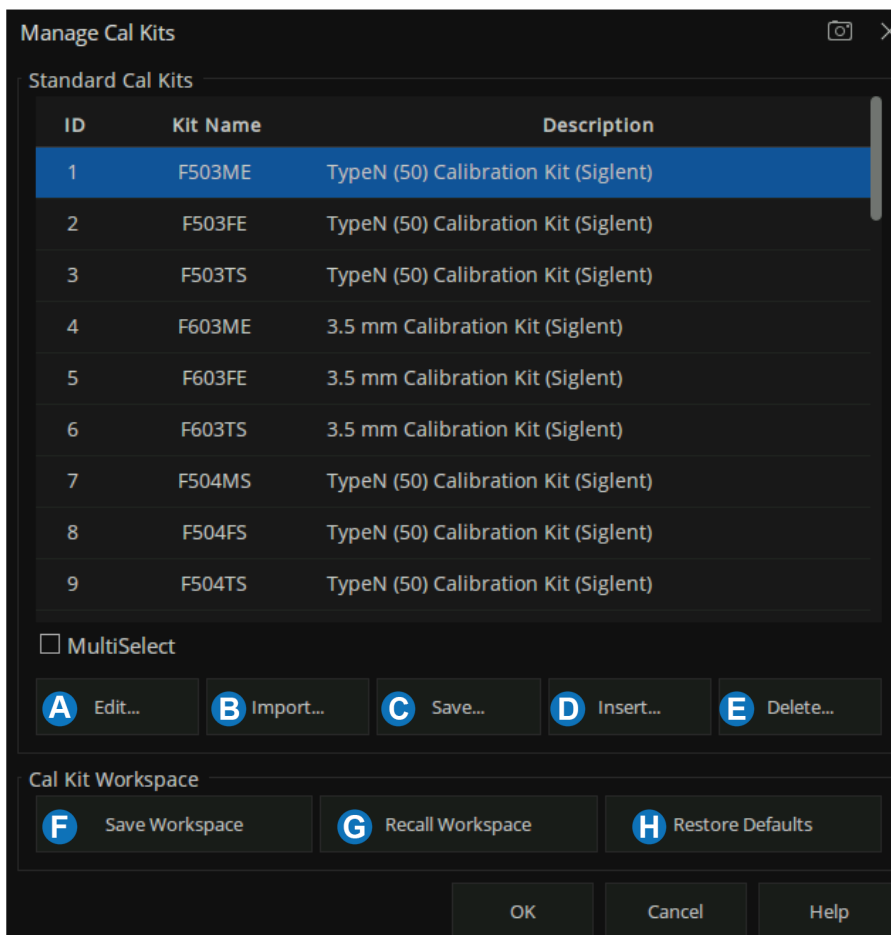 Manage Cal Kits
Standard Cal Kits
ID Kit Name Description
1 F503ME TypeN (50) Calibration Kit (Siglent)
2 F503FE TypeN (50) Calibration Kit (Siglent)
3 F503TS TypeN (50) Calibration Kit (Siglent)
4 F603ME 3.5 mm Calibration Kit (Siglent)
5 F603FE 3.5 mm Calibration Kit (Siglent)
6 F603TS 3.5 mm Calibration Kit (Siglent)
7 F504MS TypeN (50) Calibration Kit (Siglent)
8 F504FS TypeN (50) Calibration Kit (Siglent)
9 F504TS TypeN (50) Calibration Kit (Siglent)
MultiSelect
A Edit... B Import... C Save... D Insert... E Delete...
Cal Kit Workspace
F Save Workspace G Recall Workspace H Restore Defaults
OK Cancel Help